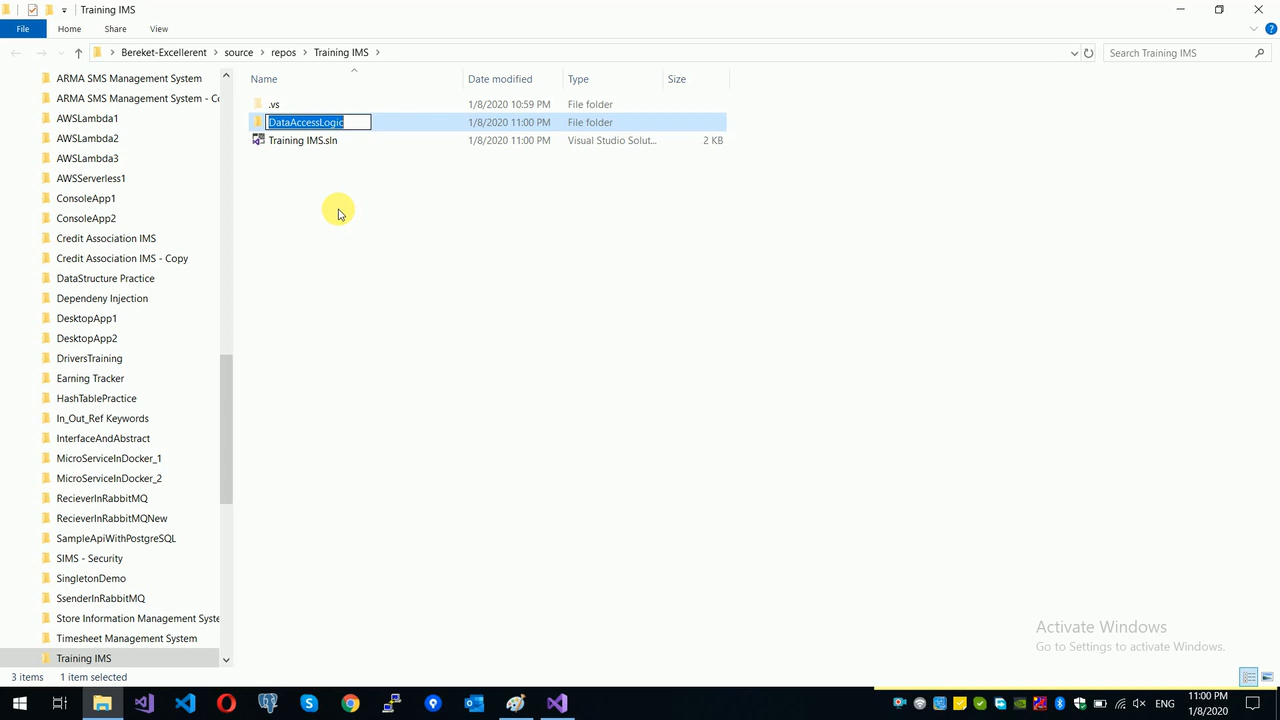 Training IMS
File
Home
Share
View
Bereket-Excellerent
source
repos
Training IMS
Search Training IMS
ARMA SMS Management System
ARMA SMS Management System - Co
AWSLambda1
AWSLambda2
AWSLambda3
AWSServerless1
ConsoleApp1
ConsoleApp2
Credit Association IMS
Credit Association IMS - Copy
DataStructure Practice
Dependeny Injection
DesktopApp1
DesktopApp2
DriversTraining
Earning Tracker
HashTablePractice
In_Out_Ref Keywords
InterfaceAndAbstract
MicroServiceInDocker_1
MicroServiceInDocker_2
RecieverInRabbitMQ
RecieverInRabbitMQNew
SampleApiWithPostgreSQL
SIMS - Security
SingletonDemo
SsenderInRabbitMQ
Store Information Management Syste
Timesheet Management System
Training IMS
Name Date modified Type Size
.vs 1/8/2020 10:59 PM File folder
DataAccessLogic 1/8/2020 11:00 PM File folder
Training IMS.sln 1/8/2020 11:00 PM Visual Studio Solut... 2 KB
Activate Windows
Go to Settings to activate Windows.
3 items 1 item selected
ENG
11:00 PM
1/8/2020